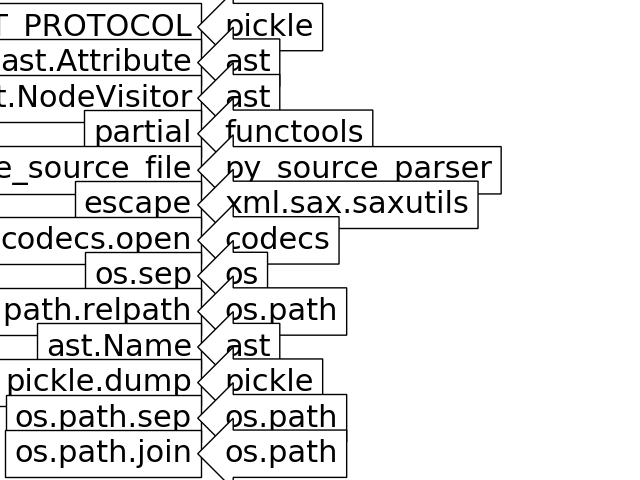 T_PROTOCOL pickle
ast.Attribute ast
t.NodeVisitor ast
partial functools
e_source_file py_source_parser
escape xml.sax.saxutils
codecs.open codecs
os.sep os
path.relpath os.path
ast.Name ast
pickle.dump pickle
os.path.sep os.path
os.path.join os.path